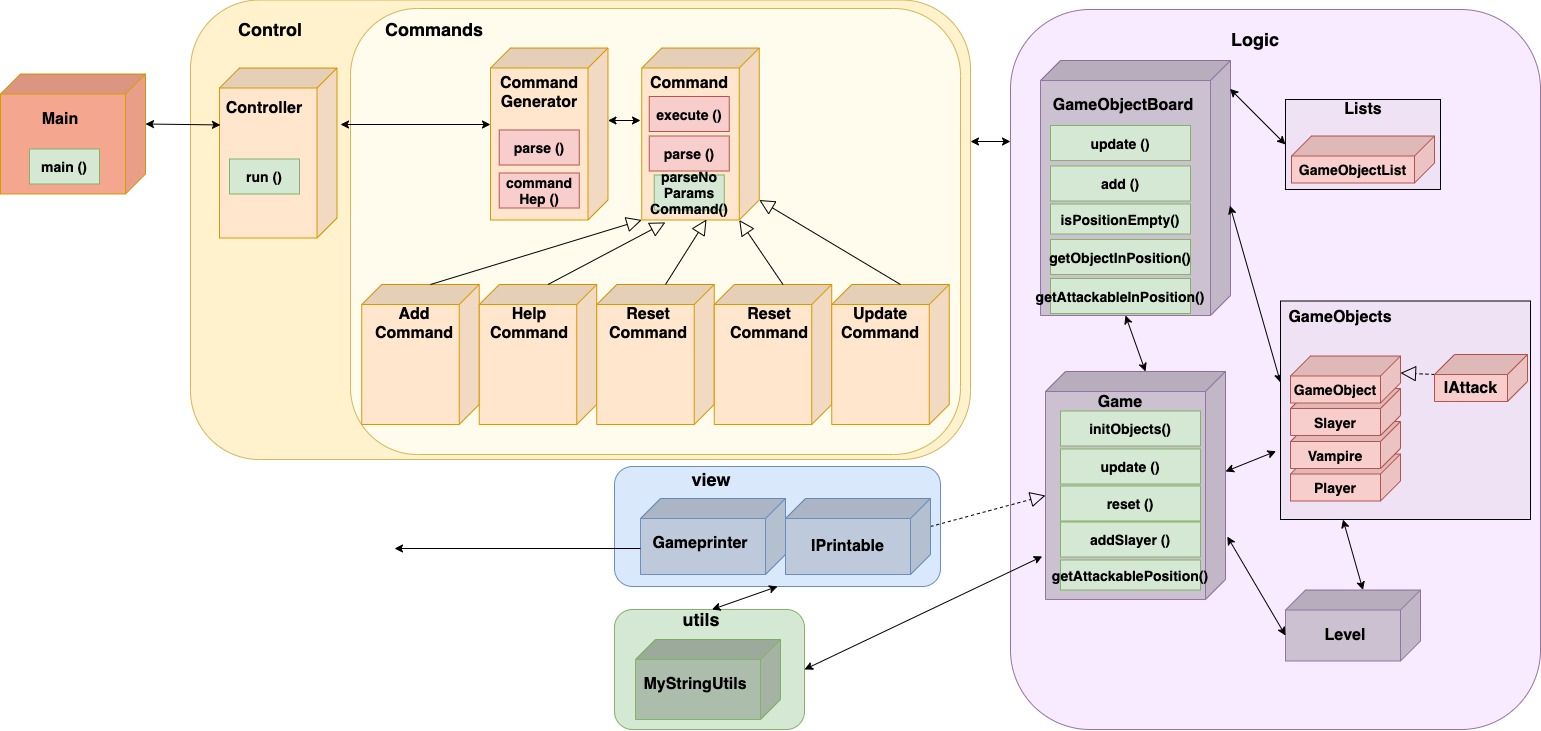 Control
Commands
Main
main ()
Controller
run ()
Command
Generator
parse ()
command
Hep ()
Command
execute ()
parse ()
parseNo
Params
Command()
Add
Command
Help
Command
Reset
Command
Reset
Command
Update
Command
Logic
GameObjectBoard
update ()
add ()
isPositionEmpty()
getObjectInPosition()
getAttackableInPosition()
Lists
GameObjectList
GameObjects
GameObject
IAttack
Slayer
Vampire
Player
Game
initObjects()
update ()
reset ()
addSlayer ()
getAttackablePosition()
Level
view
Gameprinter
IPrintable
utils
MyStringUtils